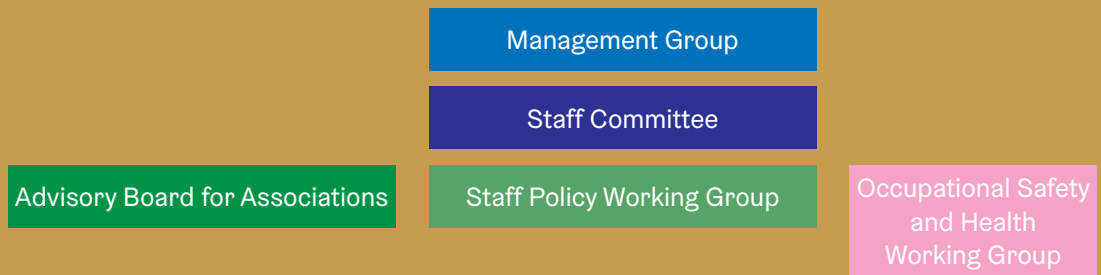 Management Group
Staff Committee
Advisory Board for Associations
Staff Policy Working Group
Occupational Safety
and Health
Working Group